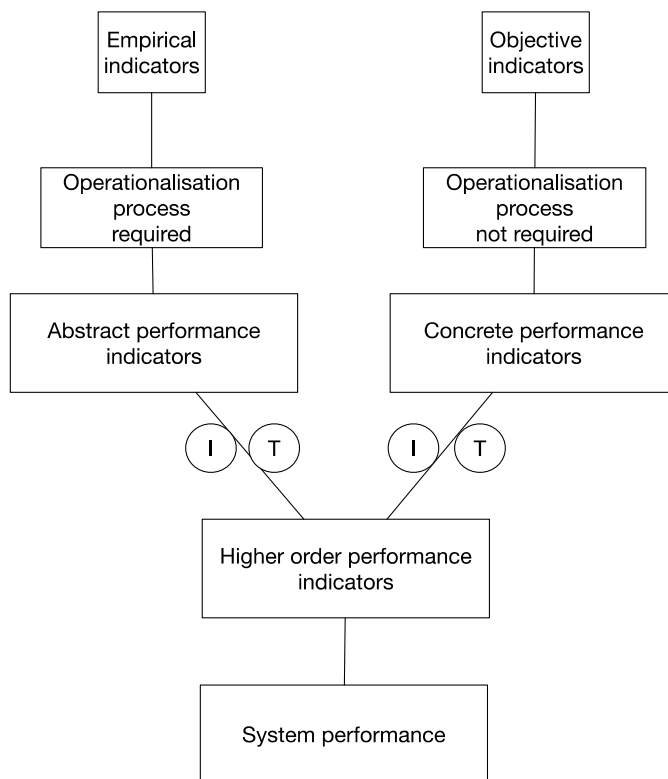 Empirical
indicators
Objective
indicators
Operationalisation
process
required
Operationalisation
process
not required
Abstract performance
indicators
Concrete performance
indicators
I
T
I
T
Higher order performance
indicators
System performance